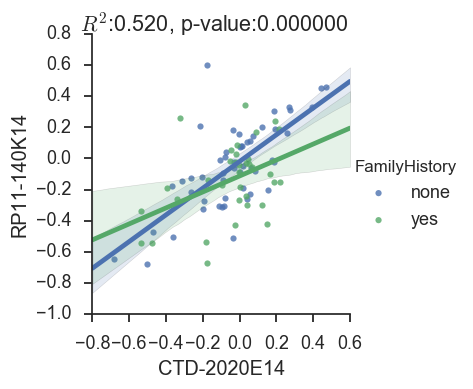 R²:0.520, p-value:0.000000
0.8
0.6
0.4
0.2
0.0
−0.2
−0.4
−0.6
−0.8
−1.0
RP11-140K14
−0.8 −0.6 −0.4 −0.2 0.0 0.2 0.4 0.6
CTD-2020E14
FamilyHistory
none
yes